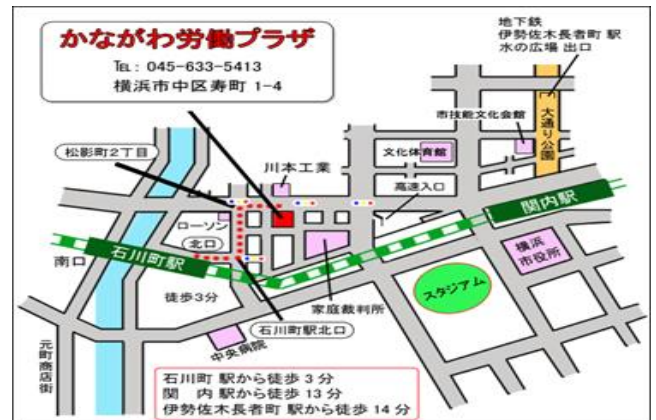 かながわ労働プラザ
TEL: 045-633-5413
横浜市中区寿町 1-4
地下鉄
伊勢佐木長者町 駅
水の広場 出口
大通り公園
市技能文化会館
文化体育館
松影町2丁目
川本工業
高速入口
関内駅
ローソン
北口
石川町駅
南口
横浜
市役所
スタジアム
徒歩3分
家庭裁判所
石川町駅北口
中央病院
元町商店街
石川町 駅から徒歩 3 分
関 内 駅から徒歩 13 分
伊勢佐木長者町 駅から徒歩 14 分